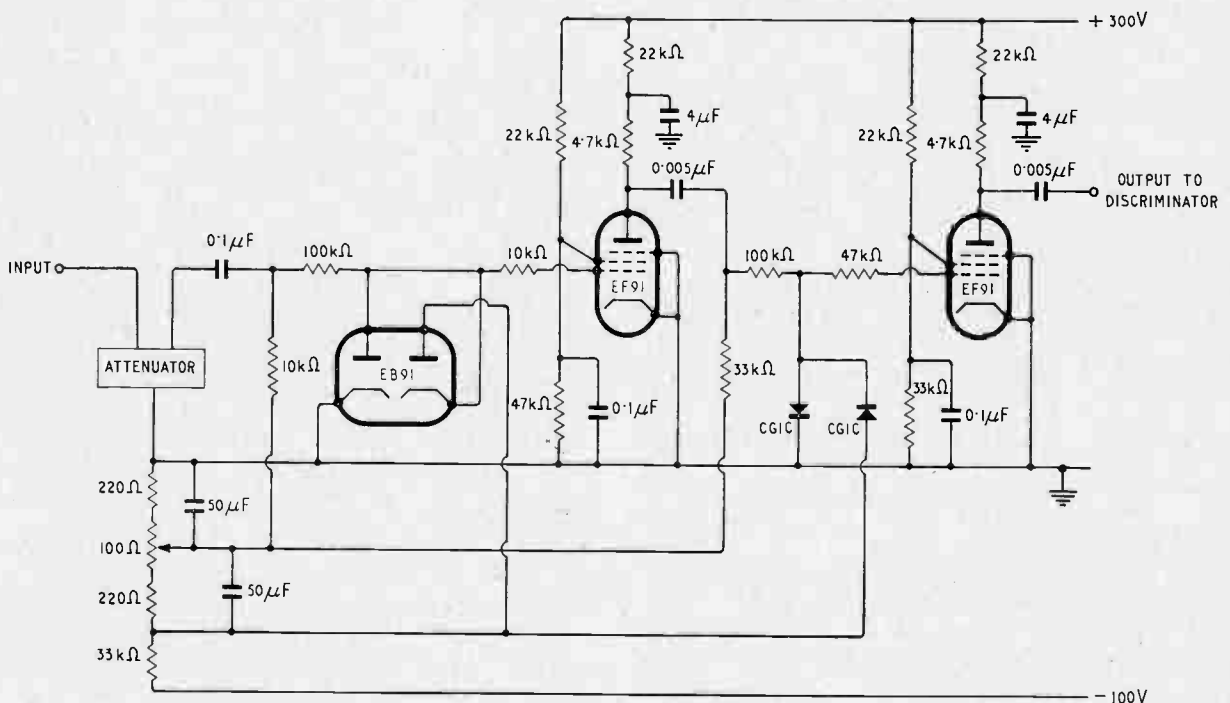 + 300V
22kΩ
22kΩ
4μF
4μF
22kΩ
4·7kΩ
22kΩ
4·7kΩ
0·005μF
0·005μF
OUTPUT TO
DISCRIMINATOR
0·1μF
100kΩ
10kΩ
100kΩ
47kΩ
INPUT
EF91
EF91
ATTENUATOR
10kΩ
EB91
33kΩ
47kΩ
0·1μF
CG1C
CG1C
33kΩ
0·1μF
220Ω
50μF
100Ω
220Ω
50μF
33kΩ
− 100V